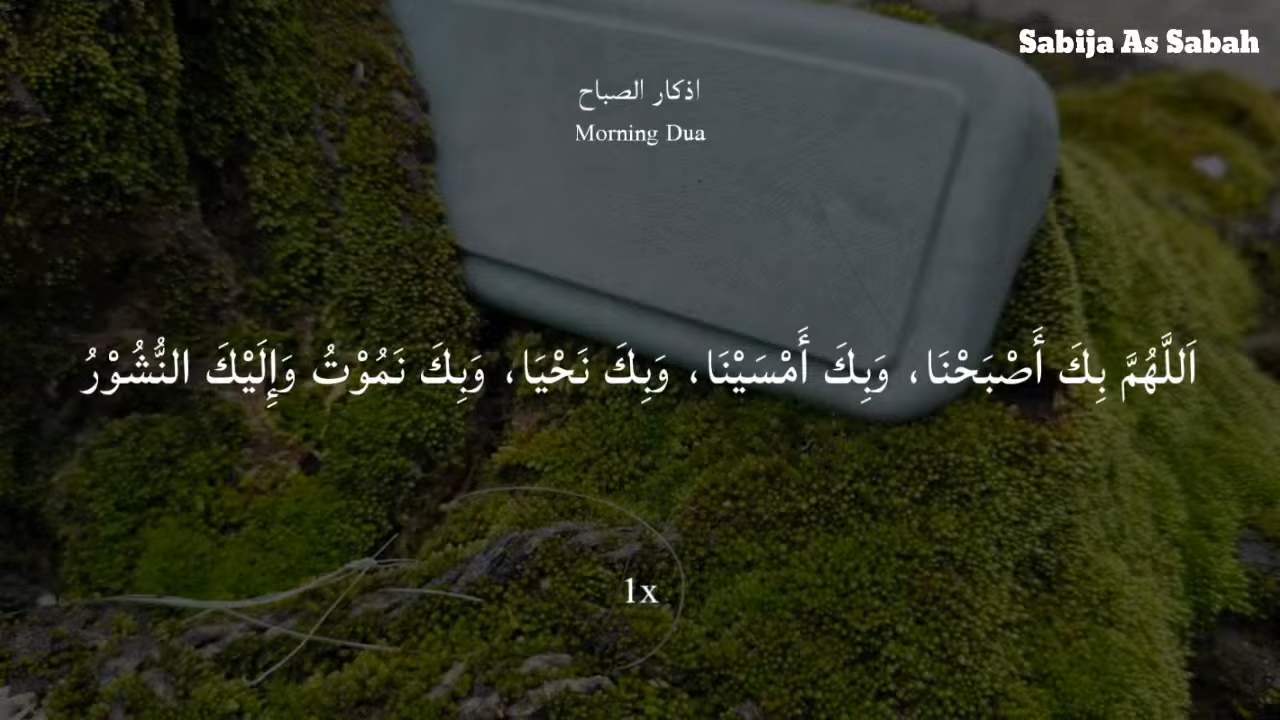 Sabija As Sabah
اذكار الصباح
Morning Dua
اَللَّهُمَّ بِكَ أَصْبَحْنَا، وَبِكَ أَمْسَيْنَا، وَبِكَ نَحْيَا، وَبِكَ نَمُوْتُ وَإِلَيْكَ النُّشُوْرُ
1x